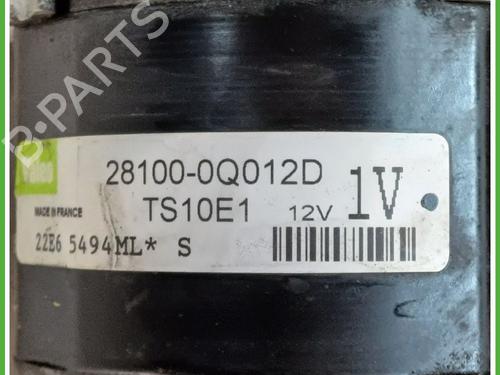 B-PARTS
Valeo
28100-0Q012D
TS10E1 12V 1V
MADE IN FRANCE
22E6 5494ML* S